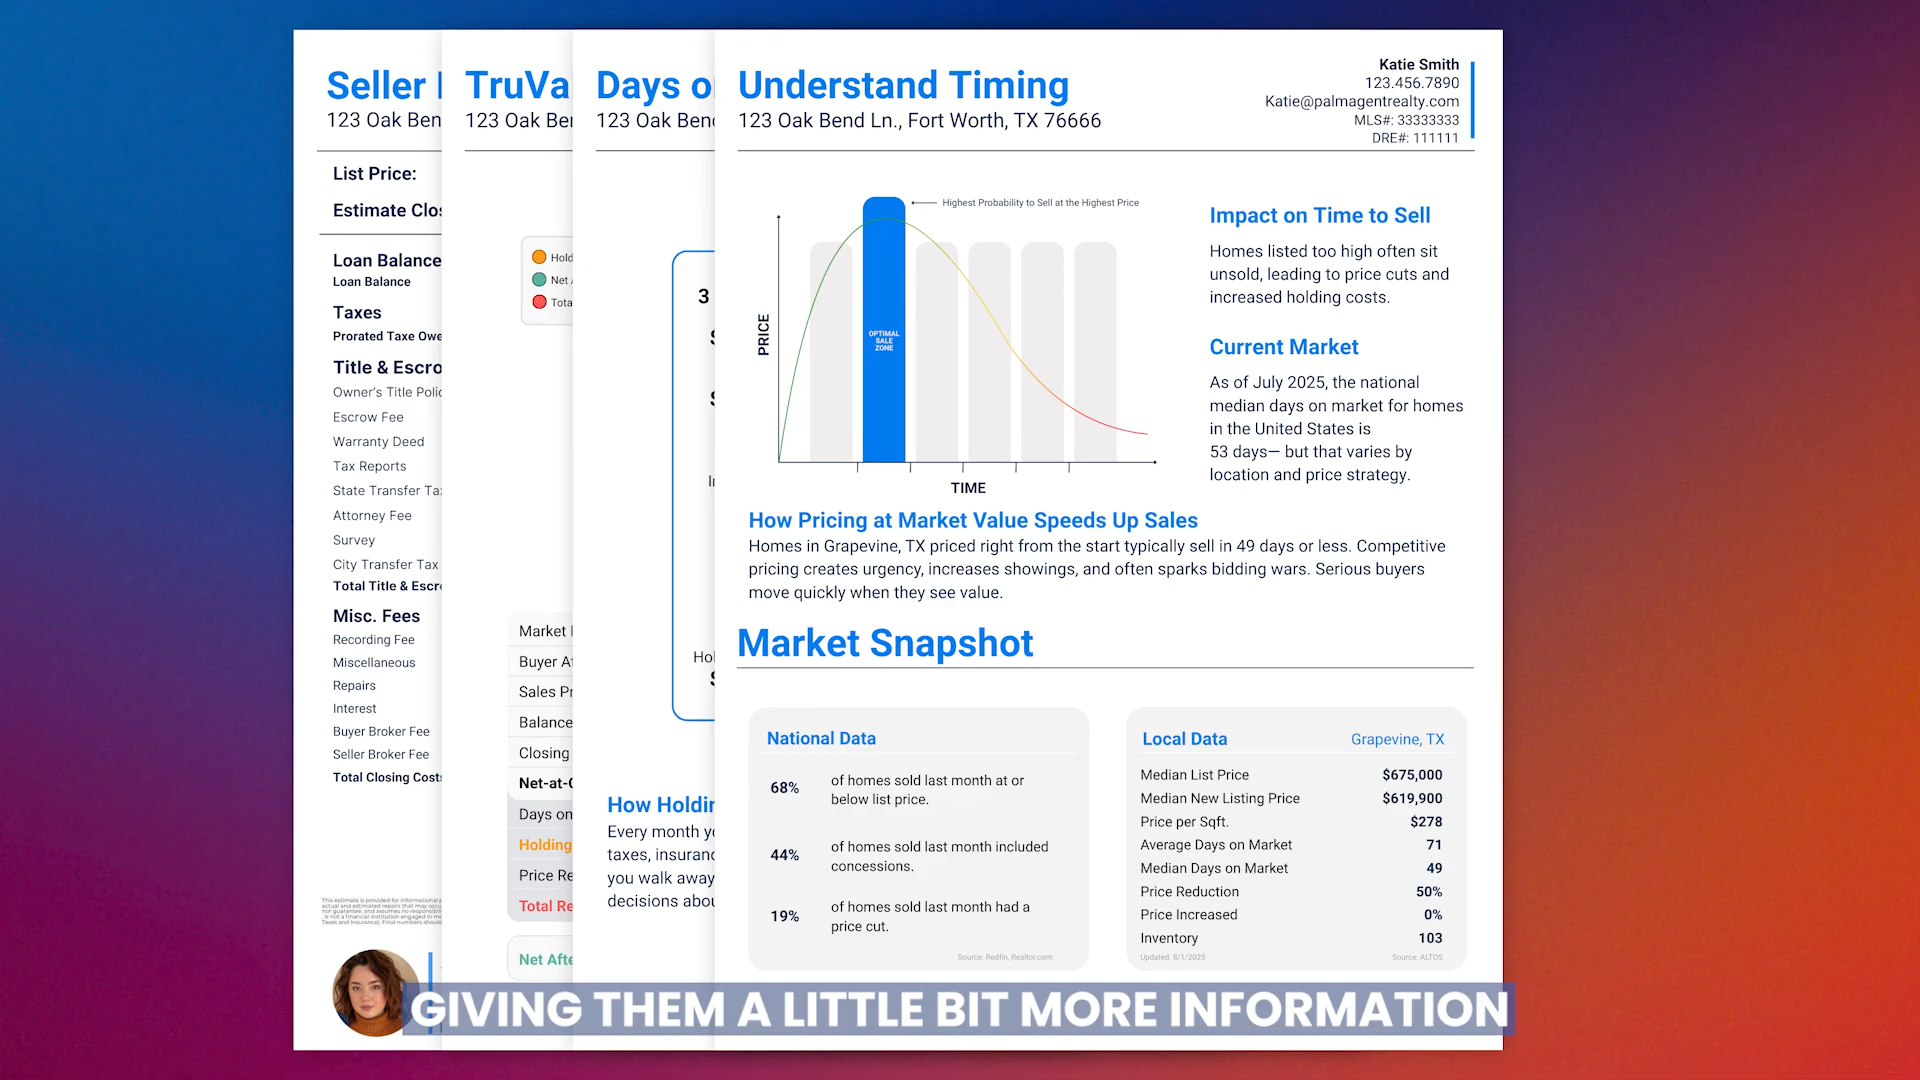 Seller
123 Oak Ben
List Price:
Estimate Clo
Loan Balance
Loan Balance
Taxes
Prorated Taxe Owe
Title & Escro
Owner's Title Polic
Escrow Fee
Warranty Deed
Tax Reports
State Transfer Tax
Attorney Fee
Survey
City Transfer Tax
Total Title & Escr
Misc. Fees
Recording Fee
Miscellaneous
Repairs
Interest
Buyer Broker Fee
Seller Broker Fee
Total Closing Costs
TruVa
123 Oak Ber
Hold
Net
Tota
Market
Buyer A
Sales Pr
Balance
Closing
Net-at-C
Days on
Holding
Price Re
Total Re
Net Afte
Days o
123 Oak Bend
3
$
$
Hol
$
How Holdin
Every month yo
taxes, insuranc
you walk away
decisions abou
Understand Timing
123 Oak Bend Ln., Fort Worth, TX 76666
Katie Smith
123.456.7890
Katie@palmagentrealty.com
MLS#: 33333333
DRE#: 111111
Highest Probability to Sell at the Highest Price
PRICE
OPTIMAL
SALE
ZONE
TIME
Impact on Time to Sell
Homes listed too high often sit
unsold, leading to price cuts and
increased holding costs.
Current Market
As of July 2025, the national
median days on market for homes
in the United States is
53 days— but that varies by
location and price strategy.
How Pricing at Market Value Speeds Up Sales
Homes in Grapevine, TX priced right from the start typically sell in 49 days or less. Competitive
pricing creates urgency, increases showings, and often sparks bidding wars. Serious buyers
move quickly when they see value.
Market Snapshot
National Data
68% of homes sold last month at or
below list price.
44% of homes sold last month included
concessions.
19% of homes sold last month had a
price cut.
Source: Redfin, Realtor.com
Local Data Grapevine, TX
Median List Price $675,000
Median New Listing Price $619,900
Price per Sqft. $278
Average Days on Market 71
Median Days on Market 49
Price Reduction 50%
Price Increased 0%
Inventory 103
Updated: 8/1/2025 Source: ALTOS
GIVING THEM A LITTLE BIT MORE INFORMATION